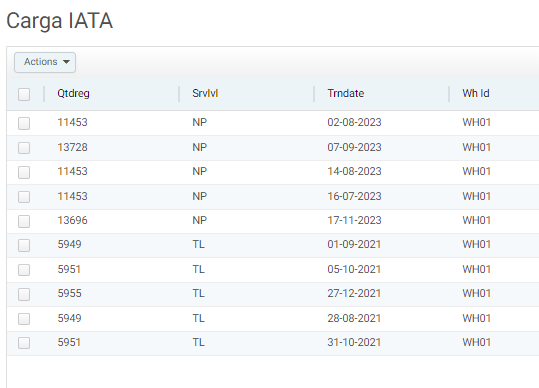 Carga IATA
Actions
Qtdreg Srvlvl Trndate Wh Id
11453 NP 02-08-2023 WH01
13728 NP 07-09-2023 WH01
11453 NP 14-08-2023 WH01
11453 NP 16-07-2023 WH01
13696 NP 17-11-2023 WH01
5949 TL 01-09-2021 WH01
5951 TL 05-10-2021 WH01
5955 TL 27-12-2021 WH01
5949 TL 28-08-2021 WH01
5951 TL 31-10-2021 WH01